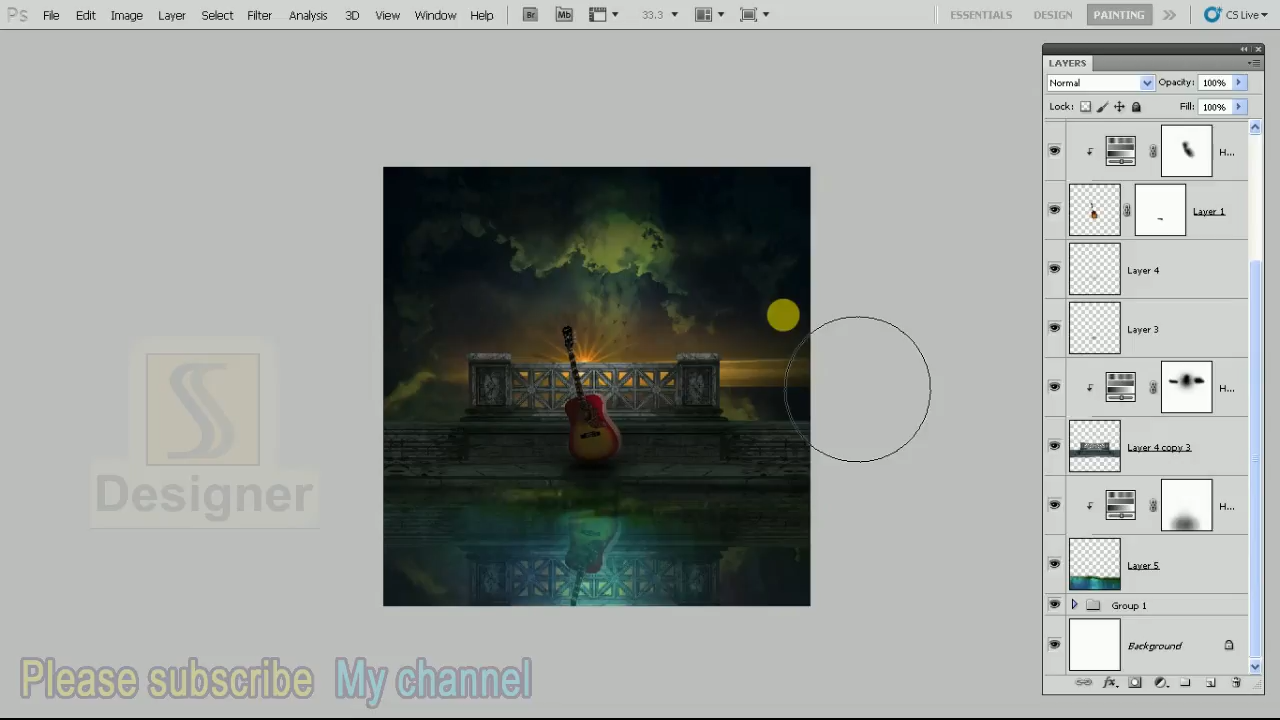 Ps File Edit Image Layer Select Filter Analysis 3D View Window Help Br Mb 33.3 ESSENTIALS DESIGN PAINTING CS Live
LAYERS
Normal Opacity: 100%
Lock: Fill: 100%
H...
Layer 1
Layer 4
Layer 3
H...
Layer 4 copy 3
H...
Layer 5
Group 1
Background
fx
S
Designer
Please subscribe My channel